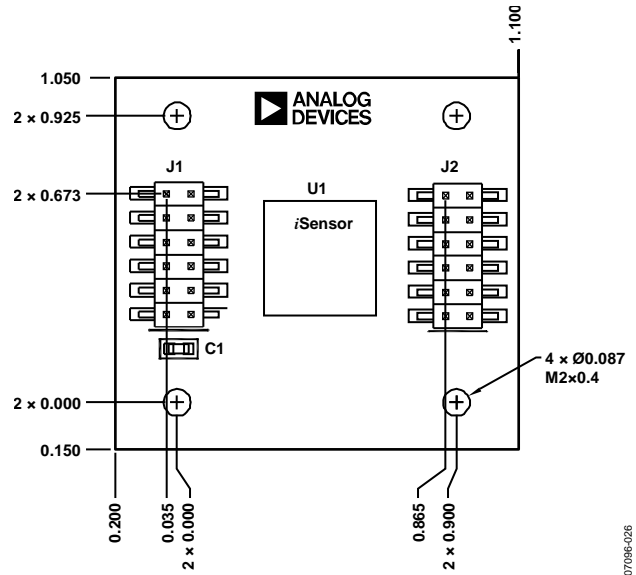 1.100
1.050
2 × 0.925
ANALOG
DEVICES
J1
J2
2 × 0.673
U1
iSensor
C1
4 × Ø0.087
M2×0.4
2 × 0.000
0.150
0.200
0.035
2 × 0.000
0.865
2 × 0.900
07096-026